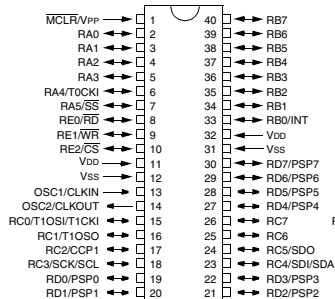 MCLR/VPP 1 40 RB7
RA0 2 39 RB6
RA1 3 38 RB5
RA2 4 37 RB4
RA3 5 36 RB3
RA4/T0CKI 6 35 RB2
RA5/SS 7 34 RB1
RE0/RD 8 33 RB0/INT
RE1/WR 9 32 VDD
RE2/CS 10 31 VSS
VDD 11 30 RD7/PSP7
VSS 12 29 RD6/PSP6
OSC1/CLKIN 13 28 RD5/PSP5
OSC2/CLKOUT 14 27 RD4/PSP4
RC0/T1OSI/T1CKI 15 26 RC7
RC1/T1OSO 16 25 RC6
RC2/CCP1 17 24 RC5/SDO
RC3/SCK/SCL 18 23 RC4/SDI/SDA
RD0/PSP0 19 22 RD3/PSP3
RD1/PSP1 20 21 RD2/PSP2